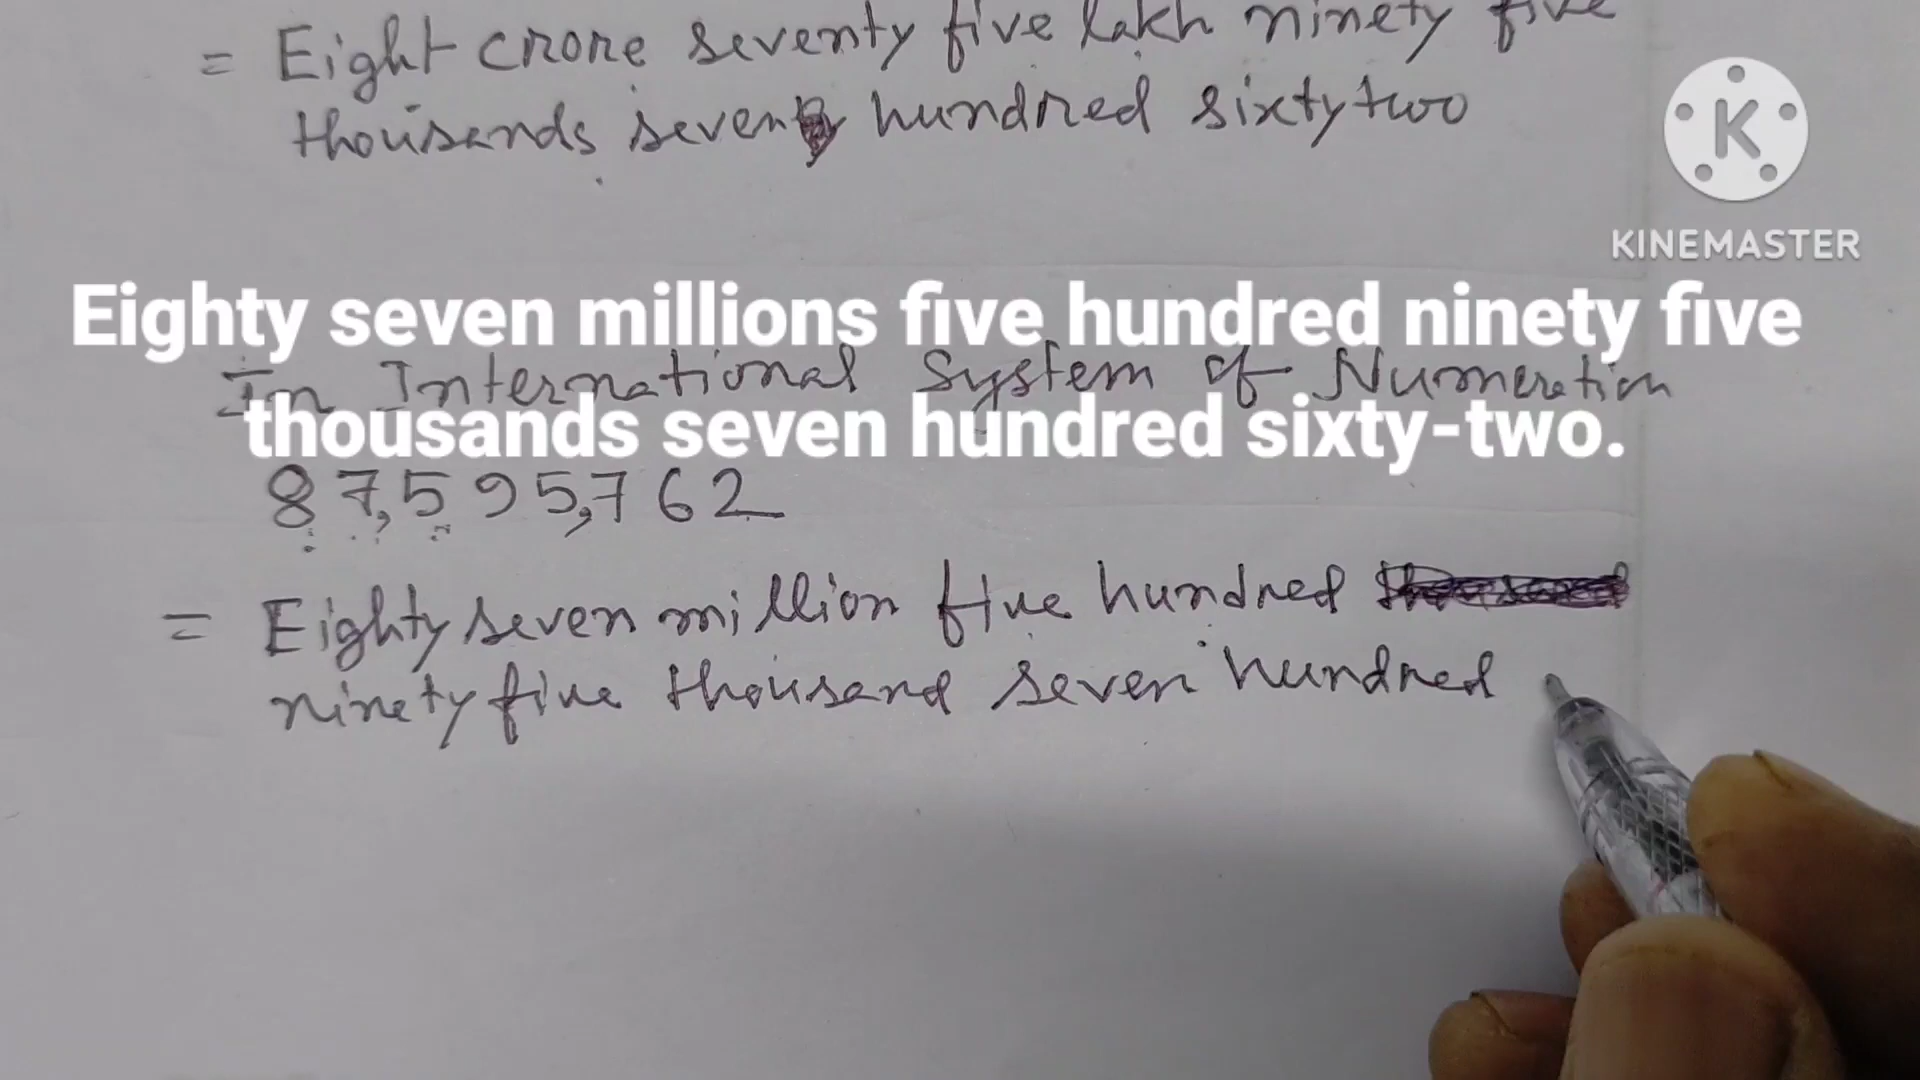 = Eight crore seventy five lakh ninety five
thousands seven hundred sixty two
KINEMASTER
Eighty seven millions five hundred ninety five
In International System of Numeration
thousands seven hundred sixty-two.
87,595,762
= Eighty seven million five hundred
ninety five thousand seven hundred